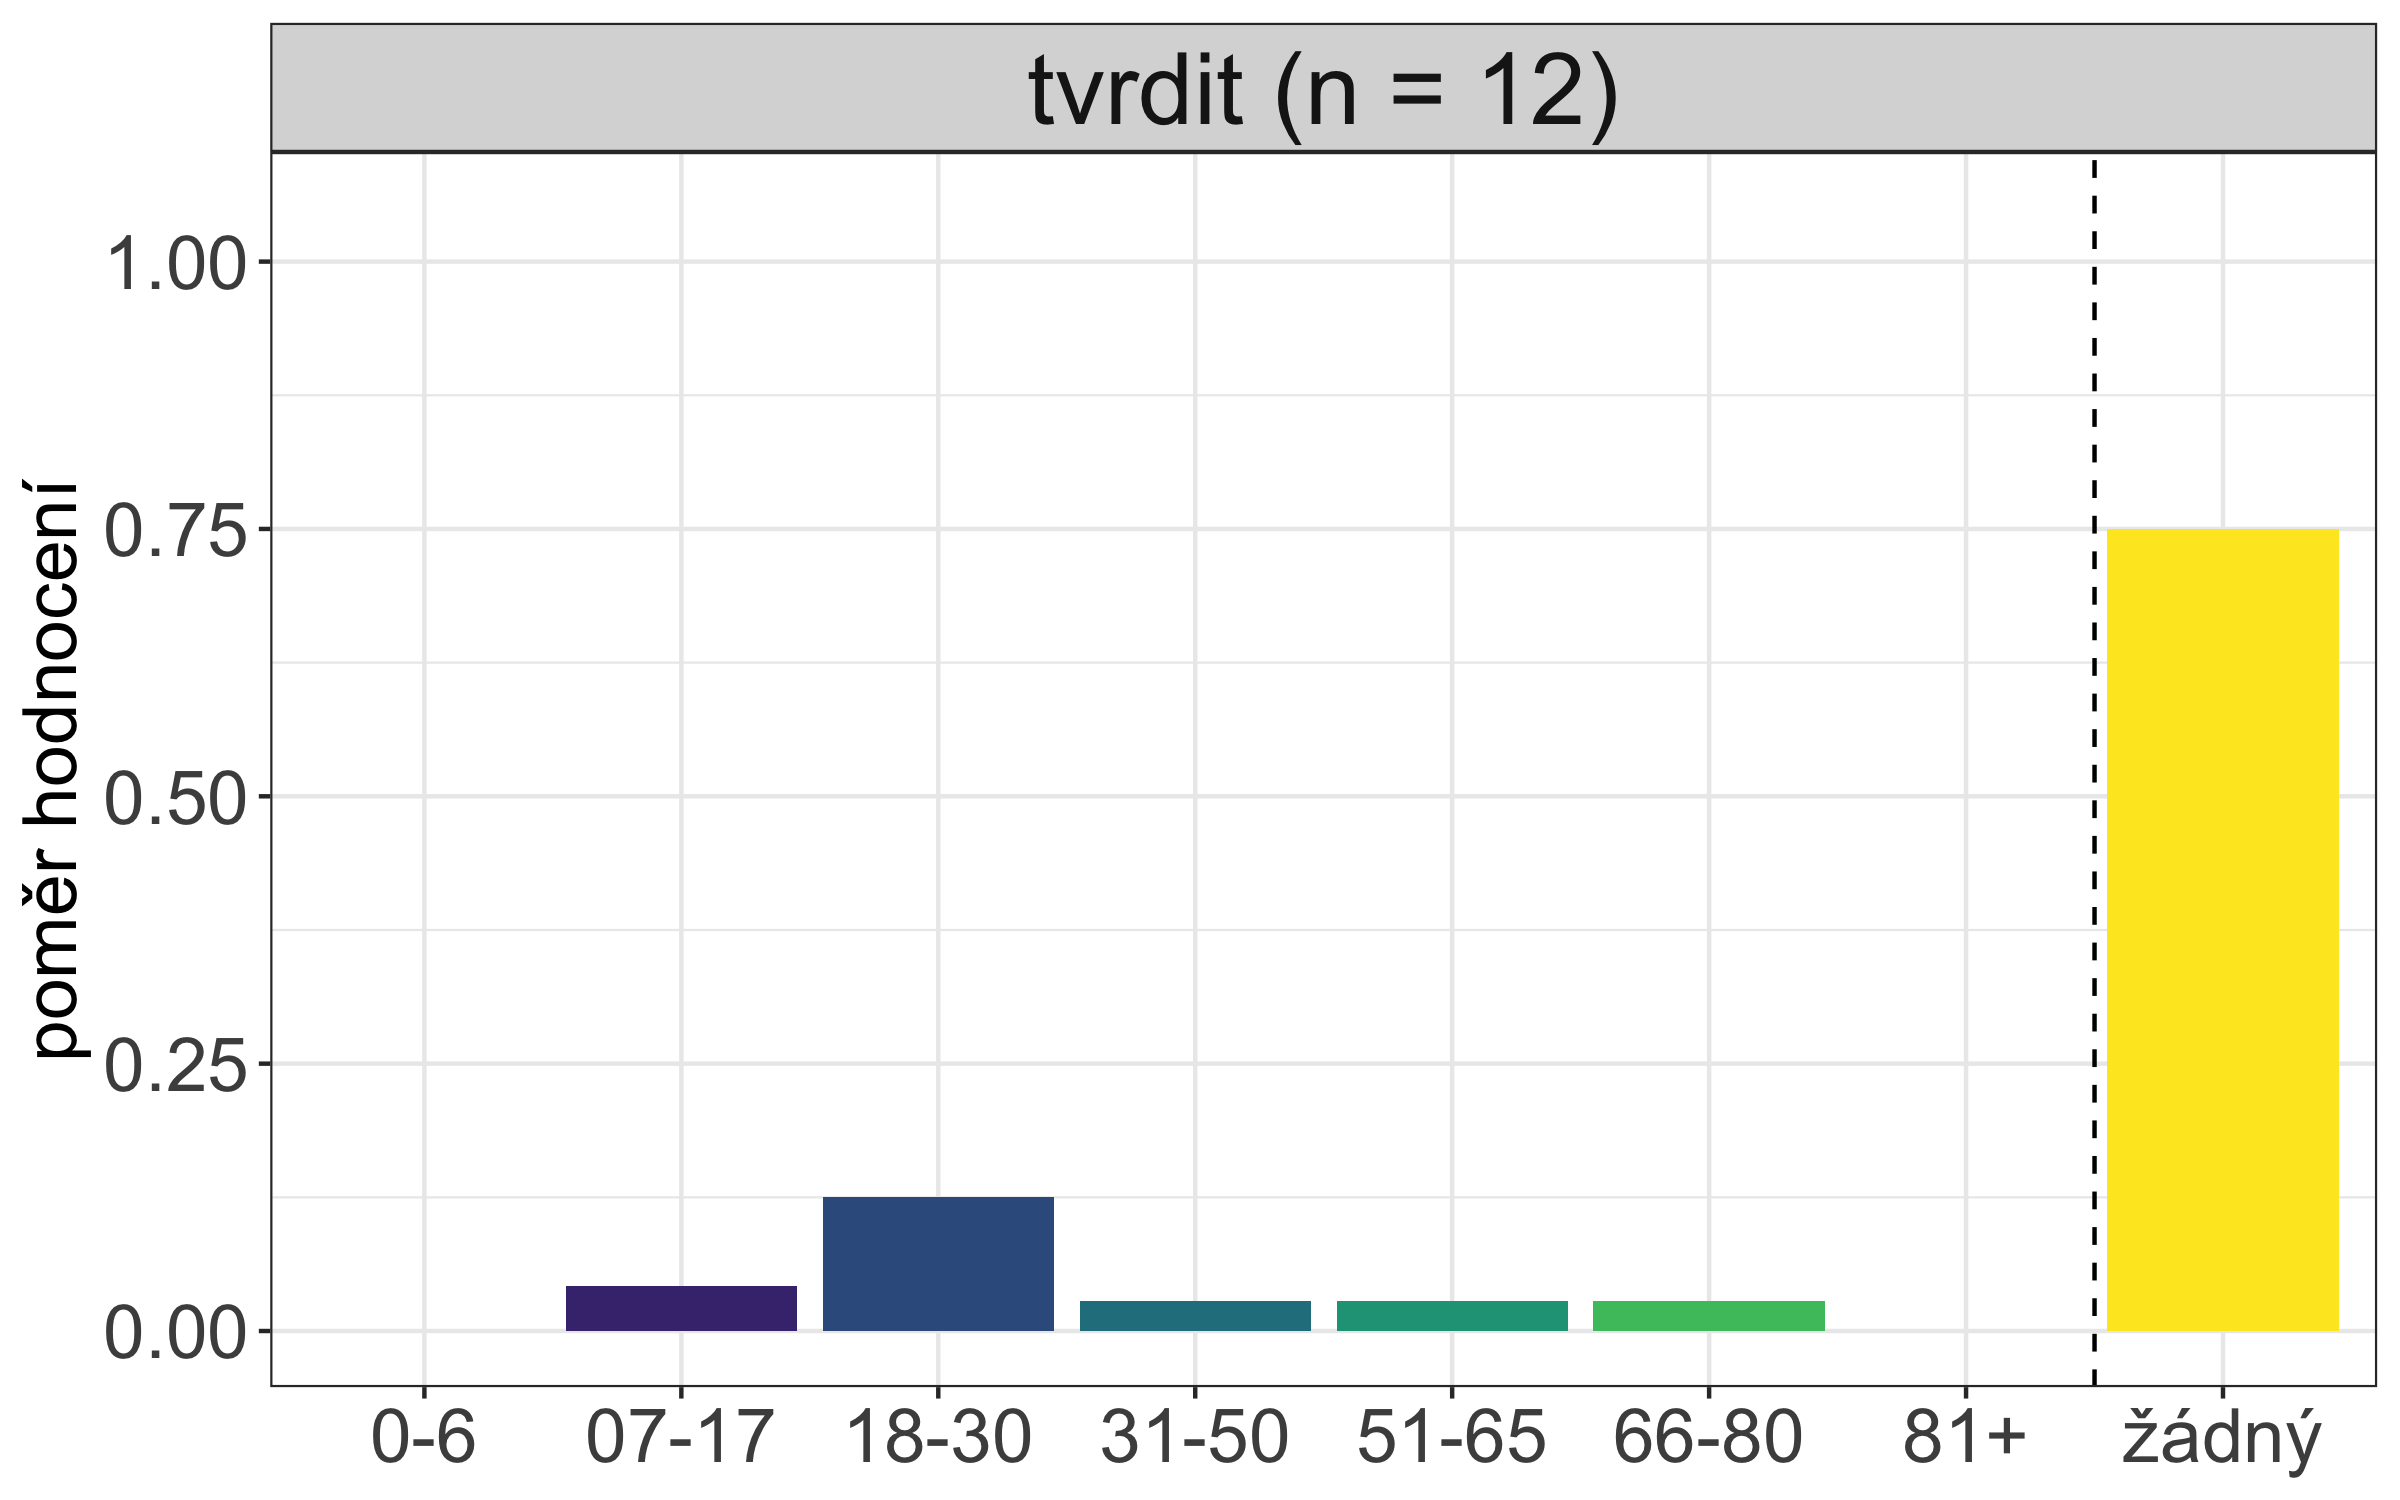 tvrdit (n = 12)
poměr hodnocení
1.00
0.75
0.50
0.25
0.00
0-6 07-17 18-30 31-50 51-65 66-80 81+ žádný